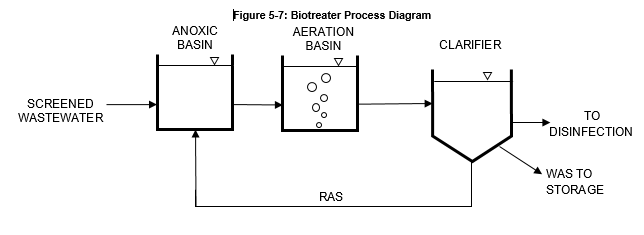 Figure 5-7: Biotreater Process Diagram
ANOXIC
BASIN
AERATION
BASIN
CLARIFIER
SCREENED
WASTEWATER
TO
DISINFECTION
WAS TO
STORAGE
RAS